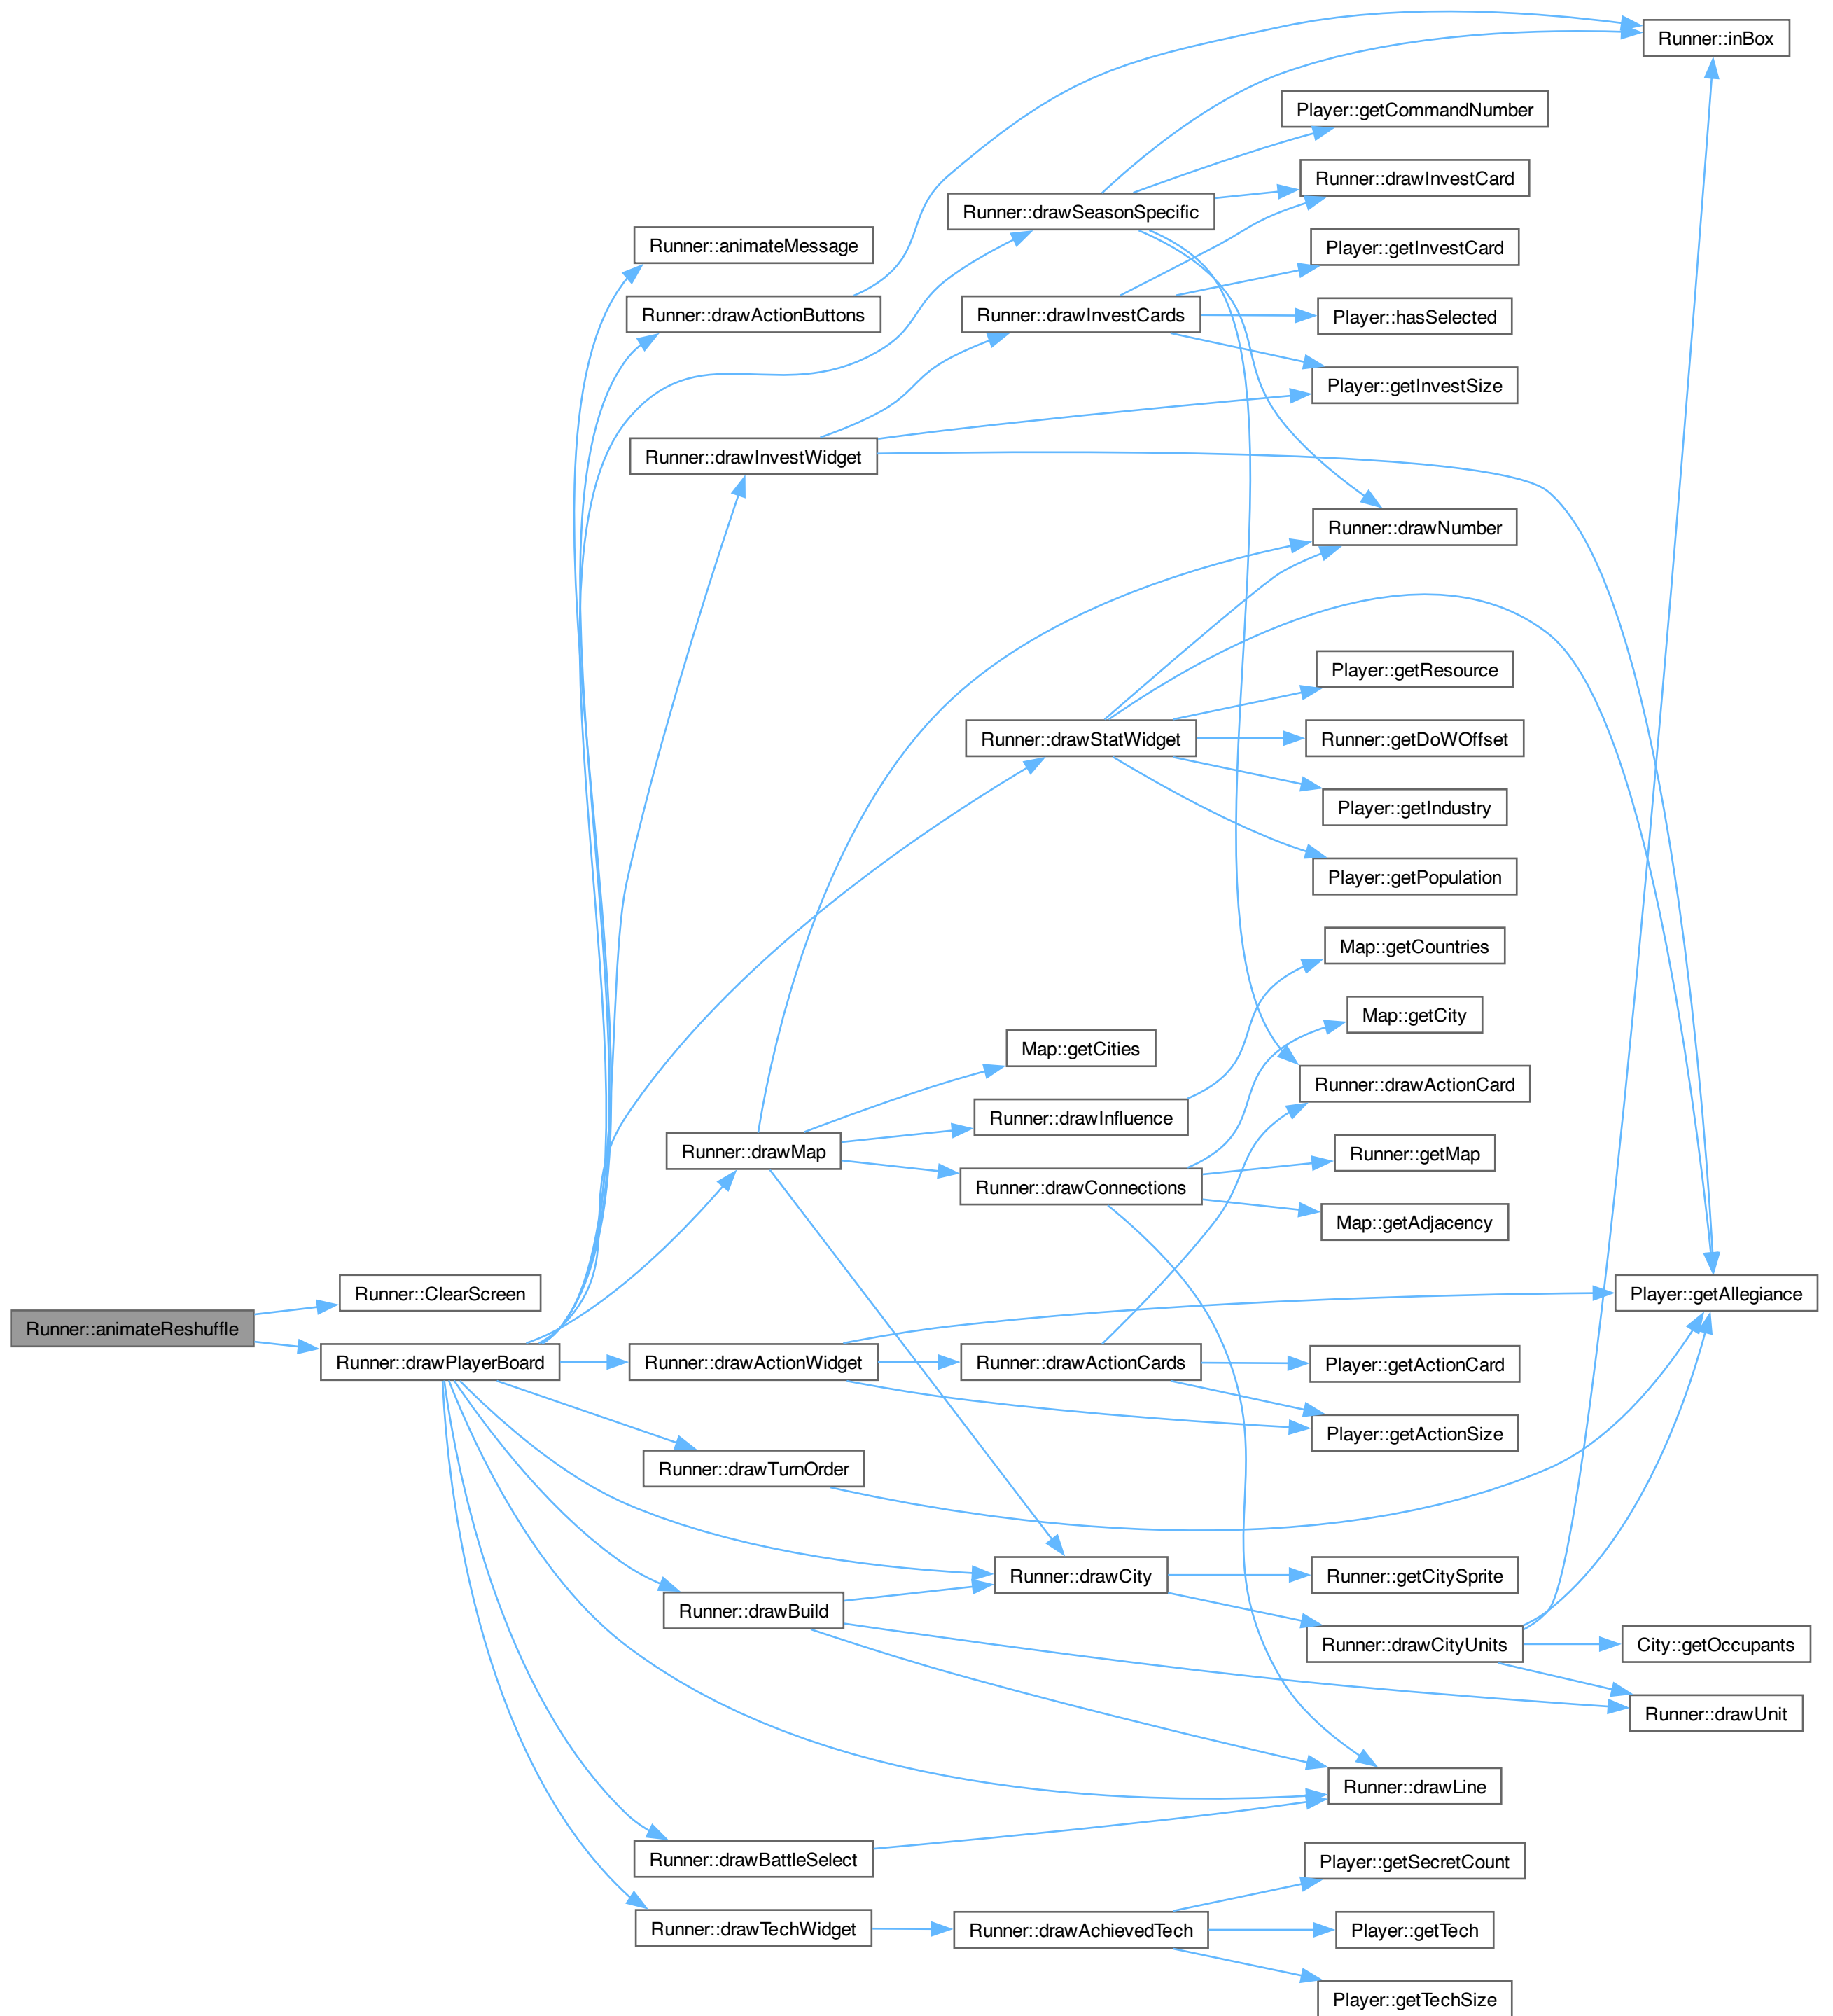 Runner::inBox
Player::getCommandNumber
Runner::drawInvestCard
Runner::drawSeasonSpecific
Runner::animateMessage
Player::getInvestCard
Runner::drawActionButtons
Runner::drawInvestCards
Player::hasSelected
Player::getInvestSize
Runner::drawInvestWidget
Runner::drawNumber
Player::getResource
Runner::drawStatWidget
Runner::getDoWOffset
Player::getIndustry
Player::getPopulation
Map::getCountries
Map::getCity
Map::getCities
Runner::drawActionCard
Runner::drawInfluence
Runner::drawMap
Runner::getMap
Runner::drawConnections
Map::getAdjacency
Runner::ClearScreen
Player::getAllegiance
Runner::animateReshuffle
Runner::drawPlayerBoard
Runner::drawActionWidget
Runner::drawActionCards
Player::getActionCard
Player::getActionSize
Runner::drawTurnOrder
Runner::drawCity
Runner::getCitySprite
Runner::drawBuild
Runner::drawCityUnits
City::getOccupants
Runner::drawUnit
Runner::drawLine
Runner::drawBattleSelect
Player::getSecretCount
Runner::drawTechWidget
Runner::drawAchievedTech
Player::getTech
Player::getTechSize